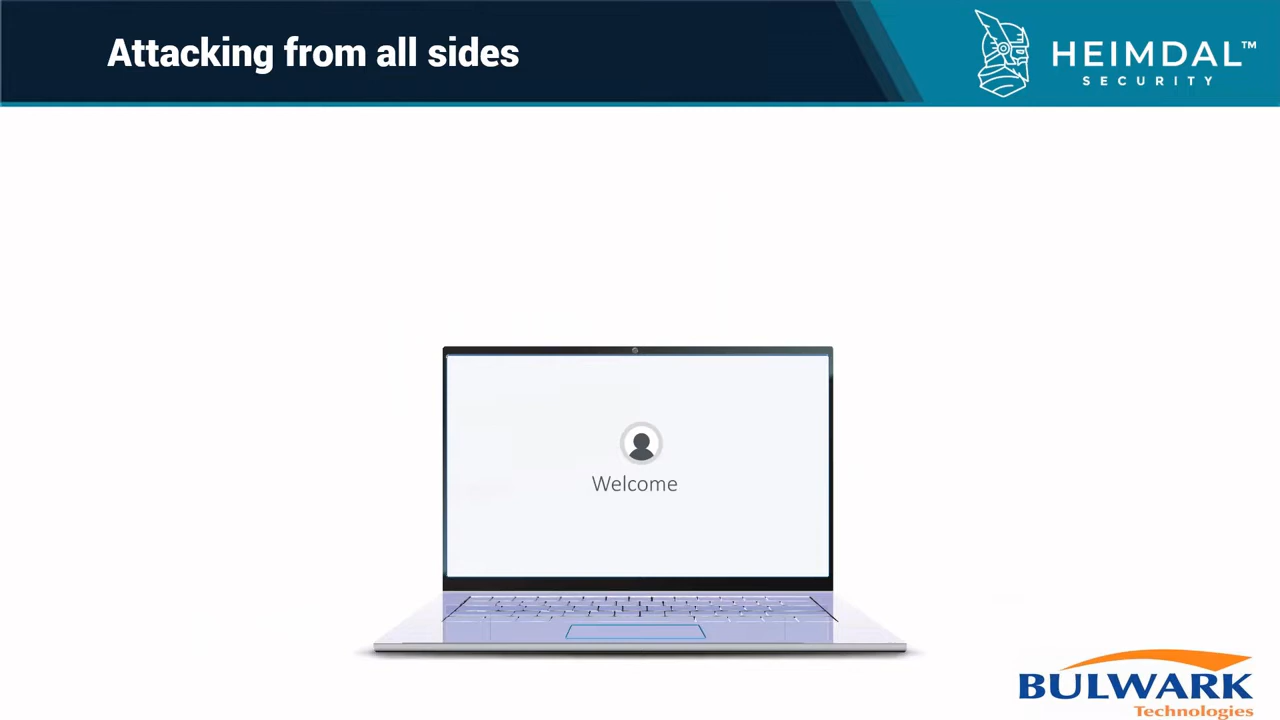 Attacking from all sides
HEIMDAL™
SECURITY
Welcome
BULWARK
Technologies